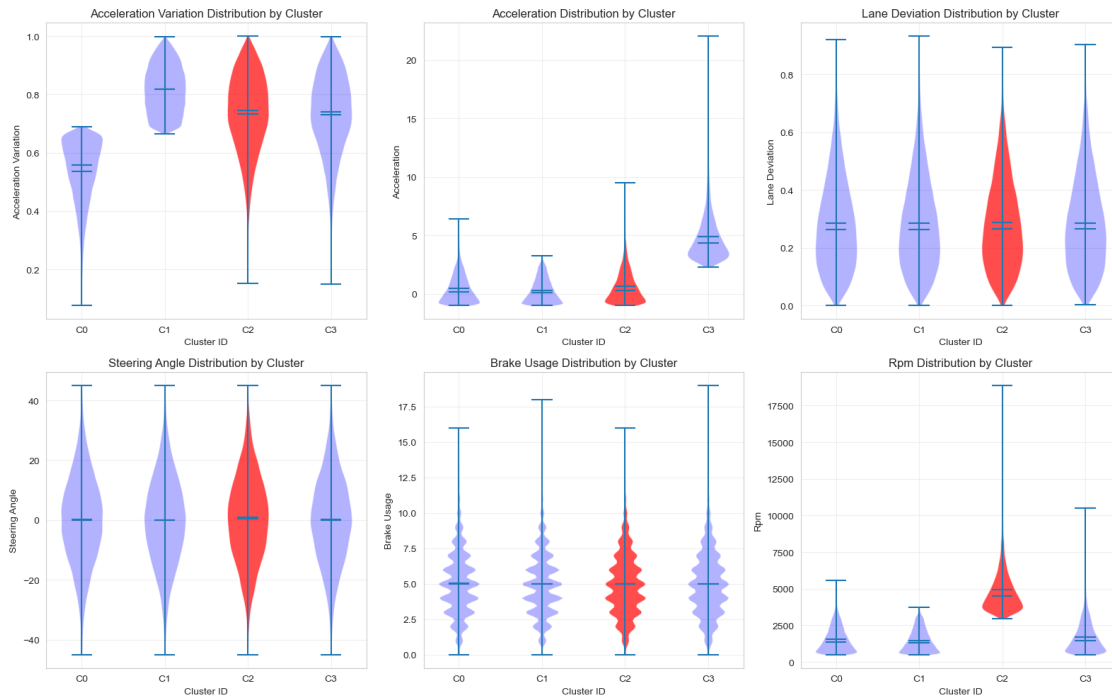 Acceleration Variation Distribution by Cluster
Acceleration Variation
1.0
0.8
0.6
0.4
0.2
C0 C1 C2 C3
Cluster ID
Acceleration Distribution by Cluster
Acceleration
20
15
10
5
0
C0 C1 C2 C3
Cluster ID
Lane Deviation Distribution by Cluster
Lane Deviation
0.8
0.6
0.4
0.2
0.0
C0 C1 C2 C3
Cluster ID
Steering Angle Distribution by Cluster
Steering Angle
40
20
0
−20
−40
C0 C1 C2 C3
Cluster ID
Brake Usage Distribution by Cluster
Brake Usage
17.5
15.0
12.5
10.0
7.5
5.0
2.5
0.0
C0 C1 C2 C3
Cluster ID
Rpm Distribution by Cluster
Rpm
17500
15000
12500
10000
7500
5000
2500
0
C0 C1 C2 C3
Cluster ID